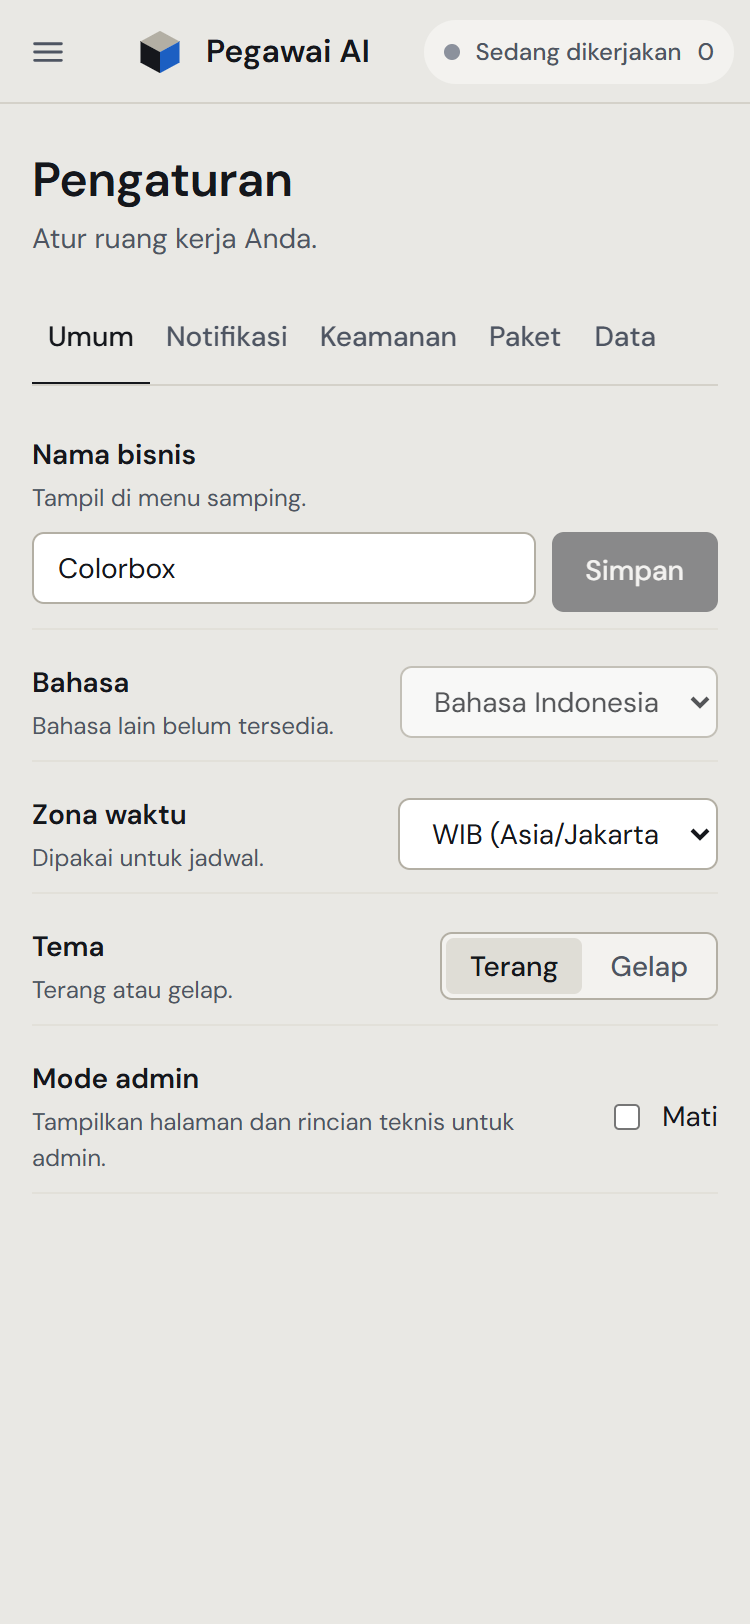 Pegawai AI
Sedang dikerjakan 0
Pengaturan
Atur ruang kerja Anda.
Umum Notifikasi Keamanan Paket Data
Nama bisnis
Tampil di menu samping.
Colorbox
Simpan
Bahasa
Bahasa lain belum tersedia.
Bahasa Indonesia
Zona waktu
Dipakai untuk jadwal.
WIB (Asia/Jakarta
Tema
Terang atau gelap.
Terang Gelap
Mode admin
Tampilkan halaman dan rincian teknis untuk
admin.
Mati